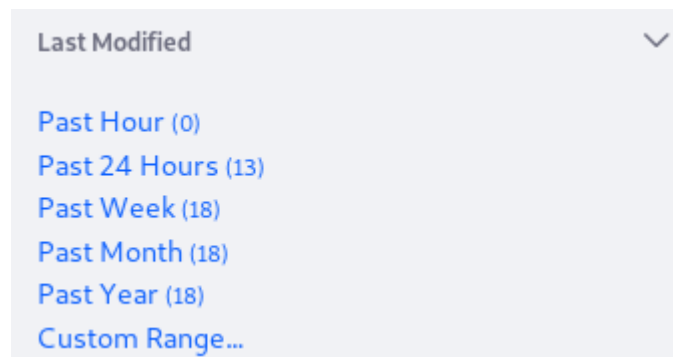 Last Modified
Past Hour (0)
Past 24 Hours (13)
Past Week (18)
Past Month (18)
Past Year (18)
Custom Range...